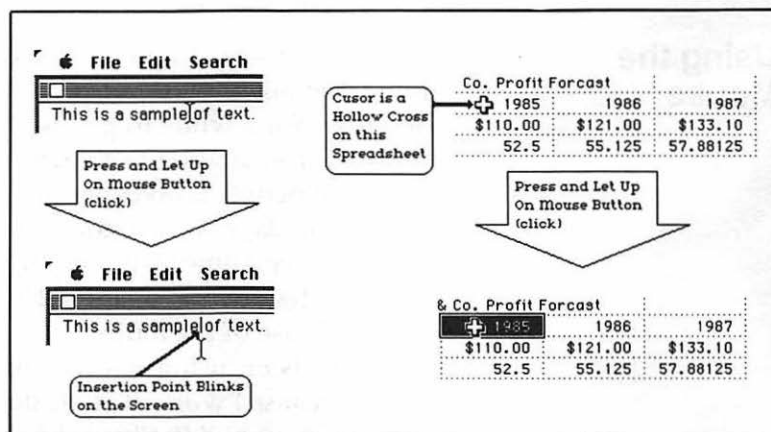 File Edit Search
This is a sample of text.
Press and Let Up
On Mouse Button
(click)
File Edit Search
This is a sample of text.
Insertion Point Blinks
on the Screen
Cusor is a
Hollow Cross
on this
Spreadsheet
Co. Profit Forcast
1985 1986 1987
$110.00 $121.00 $133.10
52.5 55.125 57.88125
Press and Let Up
On Mouse Button
(click)
& Co. Profit Forcast
1985 1986 1987
$110.00 $121.00 $133.10
52.5 55.125 57.88125